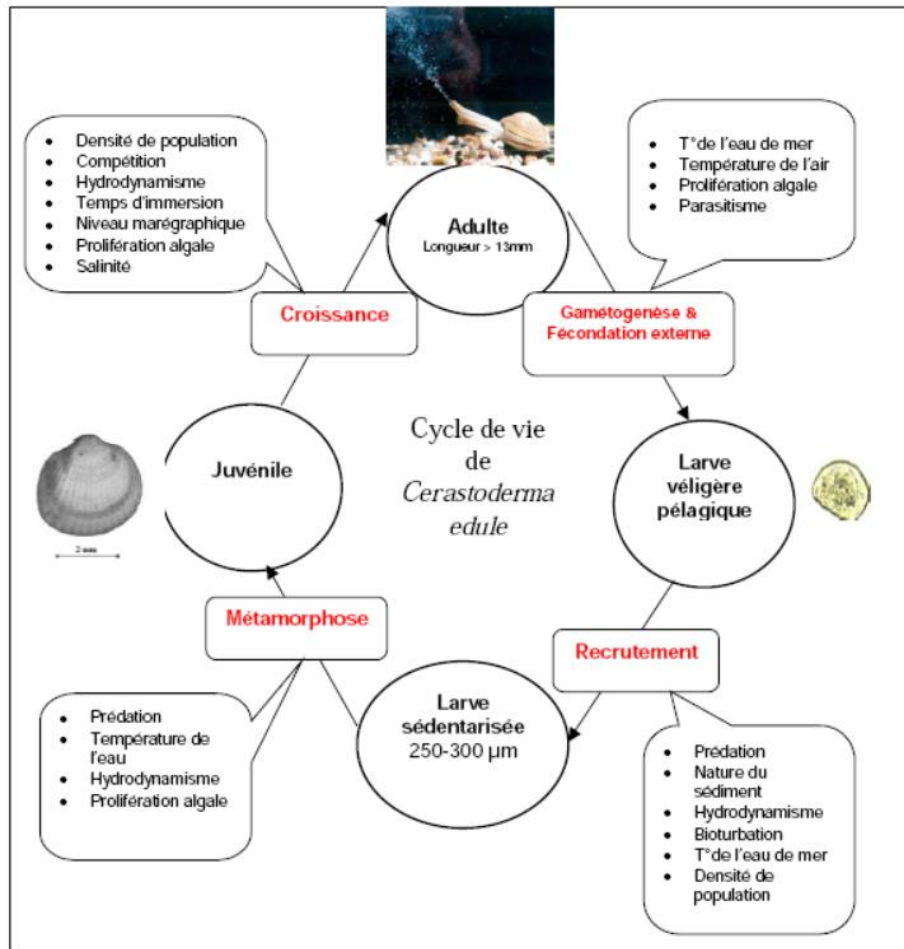 Densité de population
Compétition
Hydrodynamisme
Temps d'immersion
Niveau marégraphique
Prolifération algale
Salinité
T°de l'eau de mer
Température de l'air
Prolifération algale
Parasitisme
Adulte
Longueur > 13mm
Croissance
Gamétogenèse &
Fécondation externe
Juvénile
2 mm
Cycle de vie
de
Cerastoderma
edule
Larve
véligère
pélagique
Métamorphose
Recrutement
Larve
sédentarisée
250-300 µm
Prédation
Température de
l'eau
Hydrodynamisme
Prolifération algale
Prédation
Nature du
sédiment
Hydrodynamisme
Bioturbation
T°de l'eau de mer
Densité de
population